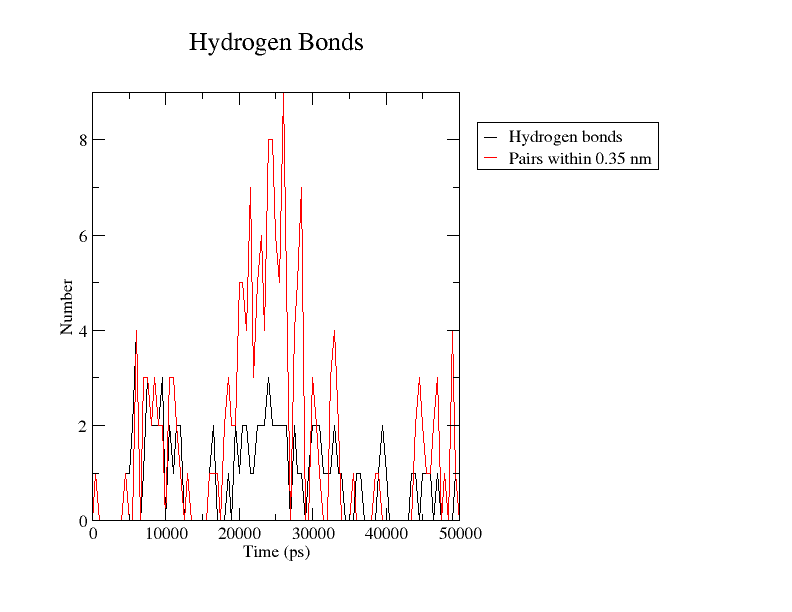 Hydrogen Bonds
Hydrogen bonds
Pairs within 0.35 nm
8
6
4
2
0
Number
0 10000 20000 30000 40000 50000
Time (ps)